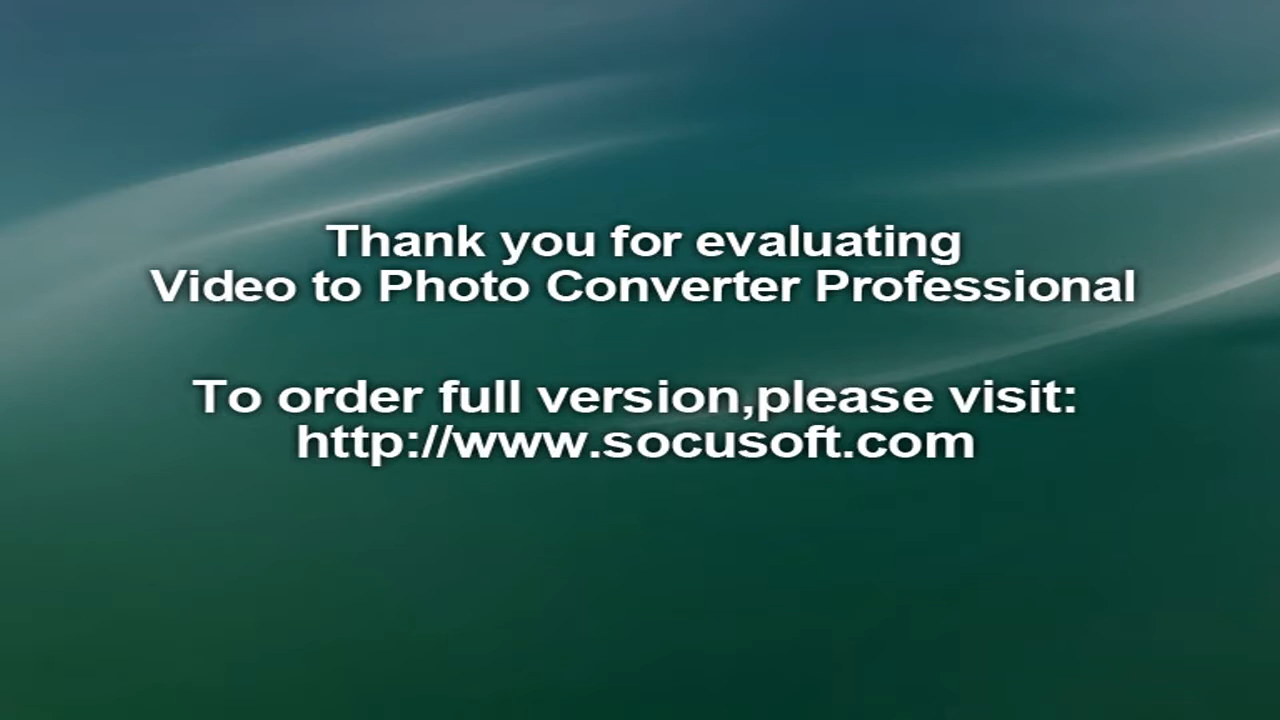 Thank you for evaluating
Video to Photo Converter Professional
To order full version,please visit:
http://www.socusoft.com